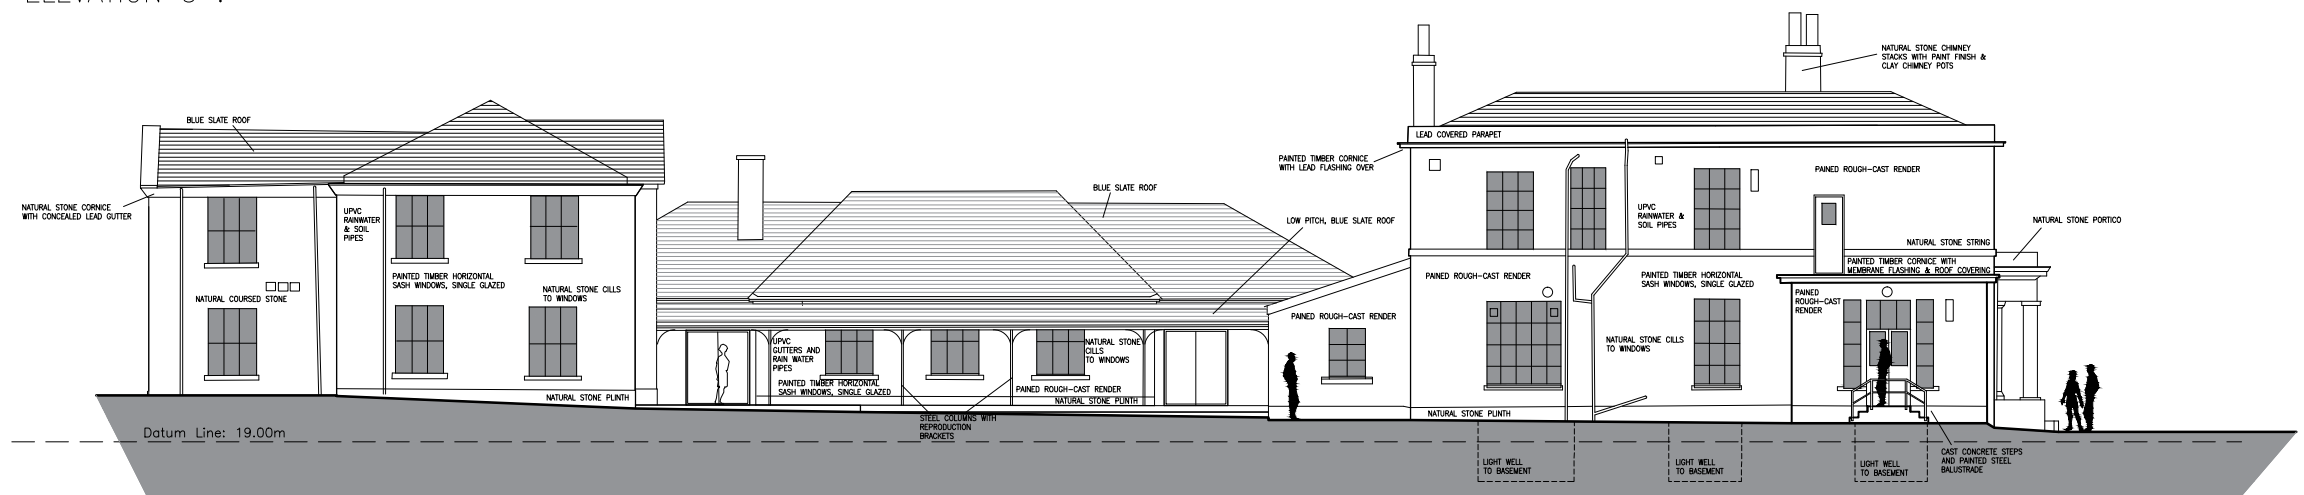 BLUE SLATE ROOF
NATURAL STONE CORNICE
WITH CONCEALED LEAD GUTTER
UPVC
RAINWATER
& SOIL
PIPES
PAINTED TIMBER HORIZONTAL
SASH WINDOWS, SINGLE GLAZED
NATURAL STONE CILLS
TO WINDOWS
NATURAL COURSED STONE
NATURAL STONE PLINTH
Datum Line: 19.00m
BLUE SLATE ROOF
LOW PITCH, BLUE SLATE ROOF
UPVC
GUTTERS AND
RAIN WATER
PIPES
PAINTED TIMBER HORIZONTAL
SASH WINDOWS, SINGLE GLAZED
NATURAL STONE
CILLS
TO WINDOWS
PAINED ROUGH-CAST RENDER
NATURAL STONE PLINTH
STEEL COLUMNS WITH
REPRODUCTION
BRACKETS
PAINED ROUGH-CAST RENDER
PAINTED TIMBER CORNICE
WITH LEAD FLASHING OVER
LEAD COVERED PARAPET
NATURAL STONE CHIMNEY
STACKS WITH PAINT FINISH &
CLAY CHIMNEY POTS
PAINED ROUGH-CAST RENDER
UPVC
RAINWATER &
SOIL PIPES
NATURAL STONE PORTICO
NATURAL STONE STRING
PAINTED TIMBER CORNICE WITH
MEMBRANE FLASHING & ROOF COVERING
PAINED ROUGH-CAST RENDER
PAINTED TIMBER HORIZONTAL
SASH WINDOWS, SINGLE GLAZED
PAINED
ROUGH-CAST
RENDER
NATURAL STONE CILLS
TO WINDOWS
NATURAL STONE PLINTH
LIGHT WELL
TO BASEMENT
LIGHT WELL
TO BASEMENT
LIGHT WELL
TO BASEMENT
CAST CONCRETE STEPS
AND PAINTED STEEL
BALUSTRADE